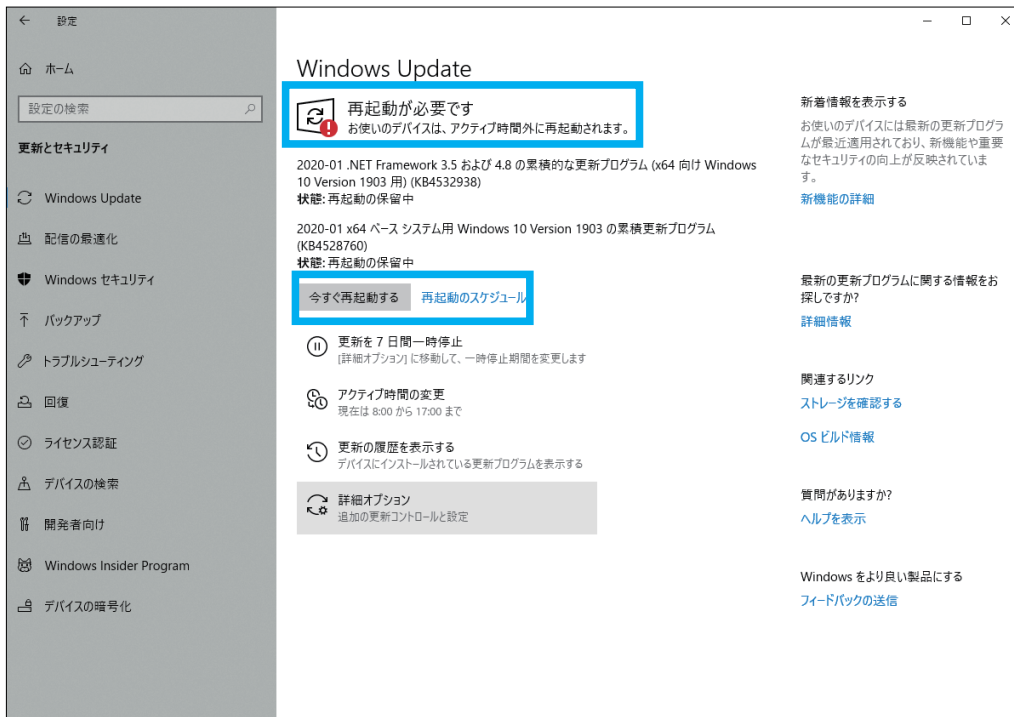 設定
ホーム
設定の検索
更新とセキュリティ
Windows Update
配信の最適化
Windows セキュリティ
バックアップ
トラブルシューティング
回復
ライセンス認証
デバイスの検索
開発者向け
Windows Insider Program
デバイスの暗号化
Windows Update
再起動が必要です
お使いのデバイスは、アクティブ時間外に再起動されます。
2020-01 .NET Framework 3.5 および 4.8 の累積的な更新プログラム (x64 向け Windows
10 Version 1903 用) (KB4532938)
状態: 再起動の保留中
2020-01 x64 ベース システム用 Windows 10 Version 1903 の累積更新プログラム
(KB4528760)
状態: 再起動の保留中
今すぐ再起動する 再起動のスケジュール
更新を 7 日間一時停止
[詳細オプション] に移動して、一時停止期間を変更します
アクティブ時間の変更
現在は 8:00 から 17:00 まで
更新の履歴を表示する
デバイスにインストールされている更新プログラムを表示する
詳細オプション
追加の更新コントロールと設定
新着情報を表示する
お使いのデバイスには最新の更新プログラ
ムが最近適用されており、新機能や重要
なセキュリティの向上が反映されていま
す。
新機能の詳細
最新の更新プログラムに関する情報をお
探しですか?
詳細情報
関連するリンク
ストレージを確認する
OS ビルド情報
質問がありますか?
ヘルプを表示
Windows をより良い製品にする
フィードバックの送信